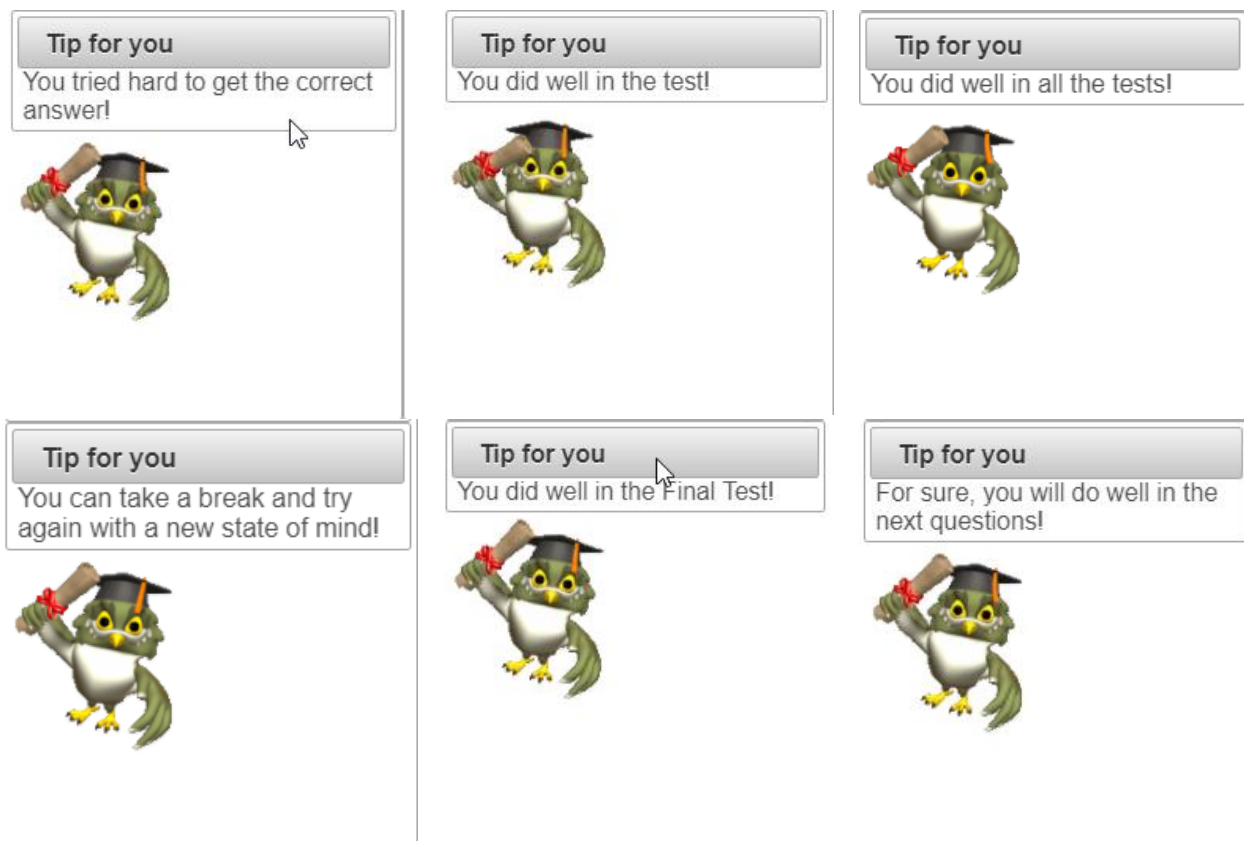 Tip for you
You tried hard to get the correct
answer!
Tip for you
You did well in the test!
Tip for you
You did well in all the tests!
Tip for you
You can take a break and try
again with a new state of mind!
Tip for you
You did well in the Final Test!
Tip for you
For sure, you will do well in the
next questions!